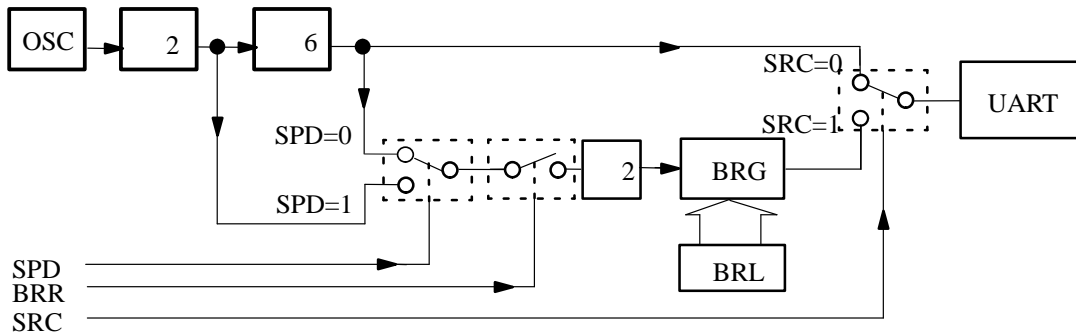 OSC
2
6
SRC=0
UART
SRC=1
SPD=0
2
BRG
SPD=1
BRL
SPD
BRR
SRC